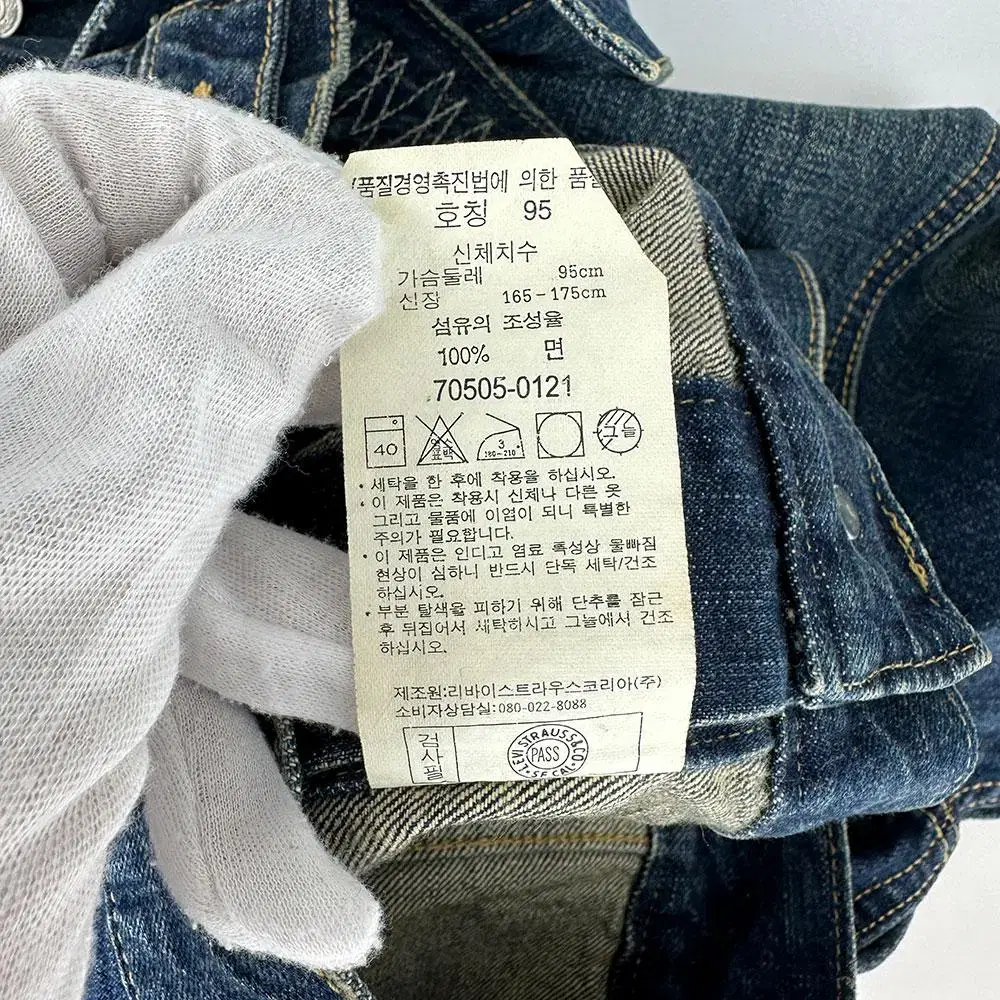 품질경영촉진법에 의한
호칭 95
신체치수
가슴둘레 95cm
신장 165-175cm
섬유의 조성율
100% 면
70505-0121
40
염소
표백
3
180~210°
그늘
• 세탁을 한 후에 착용을 하십시오.
• 이 제품은 착용시 신체나 다른 옷
그리고 물품에 이염이 되니 특별한
주의가 필요합니다.
• 이 제품은 인디고 염료 특성상 물빠짐
현상이 심하니 반드시 단독 세탁/건조
하십시오.
• 부분 탈색을 피하기 위해 단추를 잠근
후 뒤집어서 세탁하시고 그늘에서 건조
하십시오.
제조원:리바이스트라우스코리아(주)
소비자상담실:080-022-8088
검사필
LEVI STRAUSS&CO.
PASS
S.F.CAL.